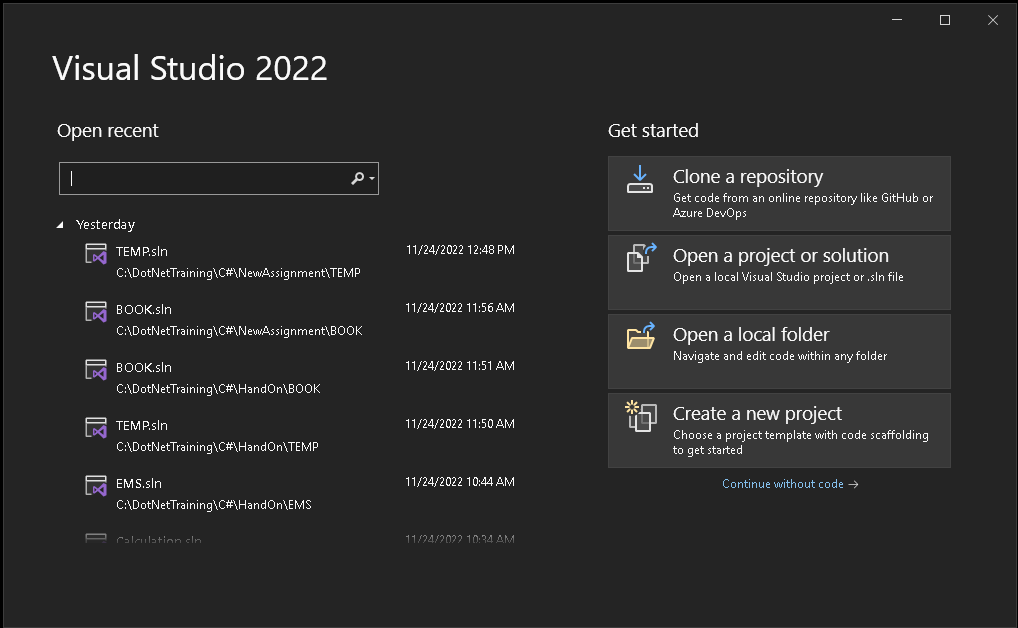 Visual Studio 2022
Open recent
Yesterday
TEMP.sln 11/24/2022 12:48 PM
C:\DotNetTraining\C#\NewAssignment\TEMP
BOOK.sln 11/24/2022 11:56 AM
C:\DotNetTraining\C#\NewAssignment\BOOK
BOOK.sln 11/24/2022 11:51 AM
C:\DotNetTraining\C#\HandOn\BOOK
TEMP.sln 11/24/2022 11:50 AM
C:\DotNetTraining\C#\HandOn\TEMP
EMS.sln 11/24/2022 10:44 AM
C:\DotNetTraining\C#\HandOn\EMS
Calculation.sln 11/24/2022 10:34 AM
Get started
Clone a repository
Get code from an online repository like GitHub or
Azure DevOps
Open a project or solution
Open a local Visual Studio project or .sln file
Open a local folder
Navigate and edit code within any folder
Create a new project
Choose a project template with code scaffolding
to get started
Continue without code →